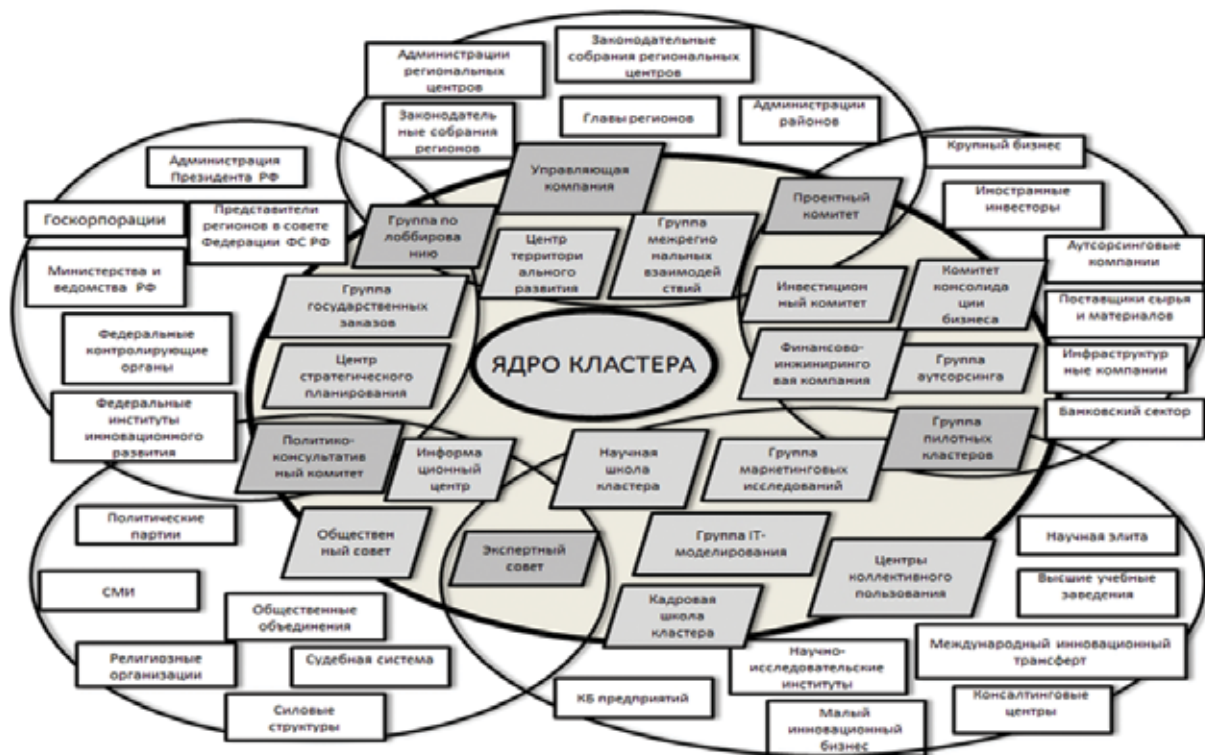 Администрации
региональных
центров
Законодательные
собрания региональных
центров
Законодатель
ные собрания
регионов
Главы регионов
Администрации
районов
Администрация
Президента РФ
Госкорпорации
Представители
регионов в совете
Федерации ФС РФ
Министерства и
ведомства РФ
Федеральные
контролирующие
органы
Федеральные
институты
инновационного
развития
Крупный бизнес
Иностранные
инвесторы
Аутсорсинговые
компании
Поставщики сырья
и материалов
Инфраструктур
ные компании
Банковский сектор
Управляющая
компания
Проектный
комитет
Группа по
лоббирова
нию
Центр
территори
ального
развития
Группа
межрегио
нальных
взаимодей
ствий
Группа
государственных
заказов
Инвестицион
ный комитет
Комитет
консолида
ции
бизнеса
Центр
стратегического
планирования
ЯДРО КЛАСТЕРА
Финансово-
инжиниринго
вая компания
Группа
аутсорсинга
Политико-
консультатив
ный комитет
Информа
ционный
центр
Научная
школа
кластера
Группа
маркетинговых
исследований
Группа
пилотных
кластеров
Обществен
ный совет
Экспертный
совет
Группа IT-
моделирования
Центры
коллективного
пользования
Кадровая
школа
кластера
Политические
партии
СМИ
Общественные
объединения
Религиозные
организации
Судебная система
Силовые
структуры
Научная элита
Высшие учебные
заведения
Международный инновационный
трансферт
Научно-
исследовательские
институты
Консалтинговые
центры
КБ предприятий
Малый
инновационный
бизнес